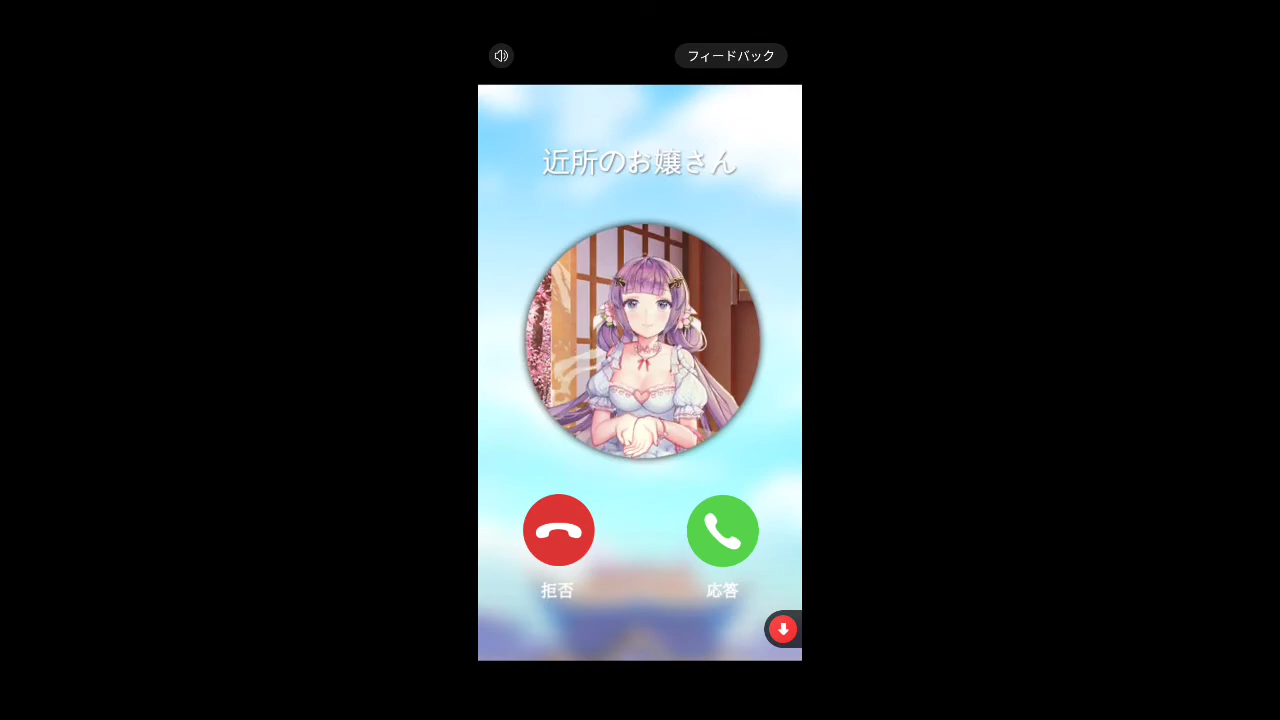 フィードバック
近所のお嬢さん
拒否
応答